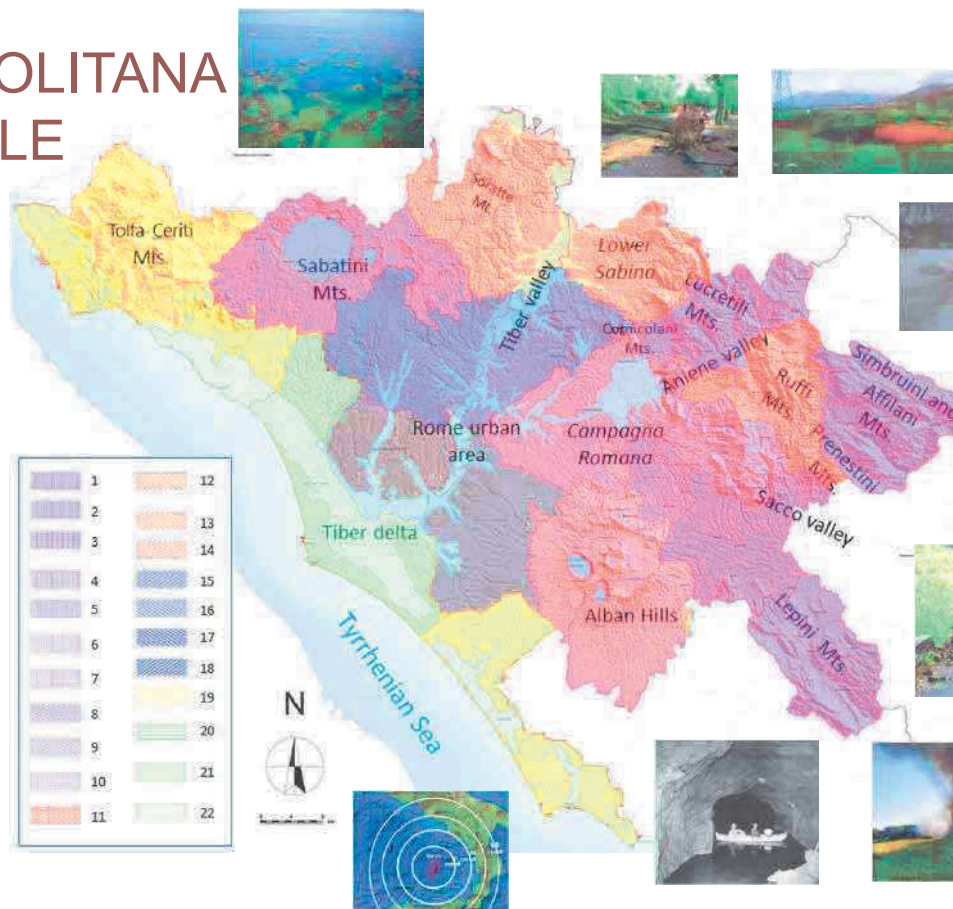 OLITANA
LE
Tolfa Ceriti
Mts.
Sabatini
Mts.
Soratte
Mt.
Tiber valley
Lower
Sabina
Lucretili
Mts.
Cornicolani
Mts.
Aniene valley
Ruffi
Mts.
Simbruini and
Affilani
Mts.
Prenestini
Mts.
Rome urban
area
Campagna
Romana
Sacco valley
Tiber delta
Alban Hills
Lepini Mts.
Tyrrhenian Sea
N
1
2
3
4
5
6
7
8
9
10
11
12
13
14
15
16
17
18
19
20
21
22